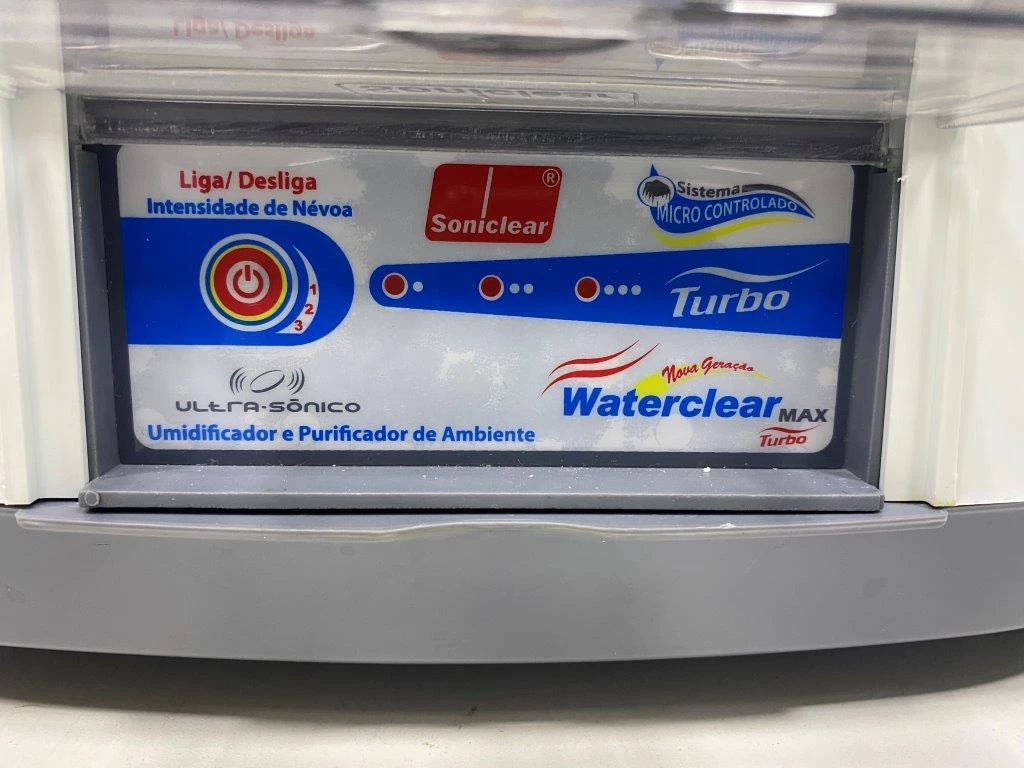 Liga/ Desliga
Intensidade de Névoa
1
2
3
Soniclear
®
Sistema
MICRO CONTROLADO
Turbo
ULTRA-SÔNICO
Umidificador e Purificador de Ambiente
Nova Geração
Waterclear MAX
Turbo